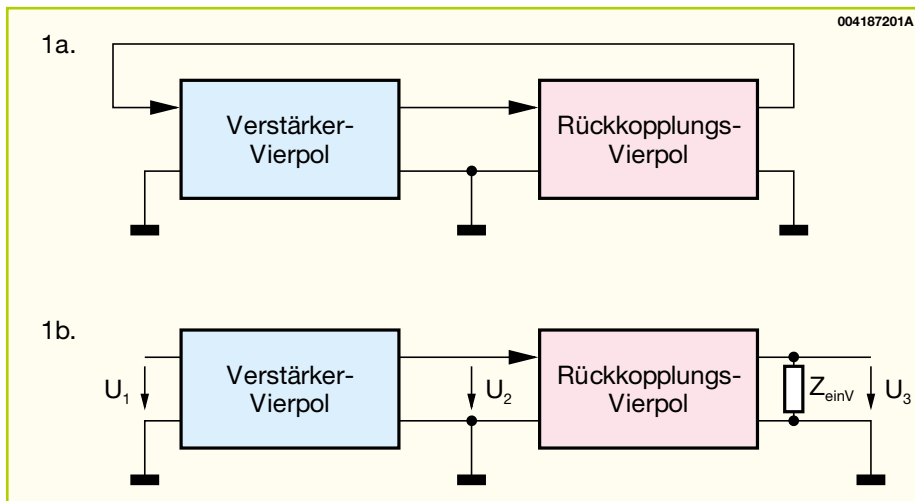 004187201A
1a.
Verstärker-
Vierpol
Rückkopplungs-
Vierpol
1b.
Verstärker-
Vierpol
Rückkopplungs-
Vierpol
U1
U2
ZeinV
U3